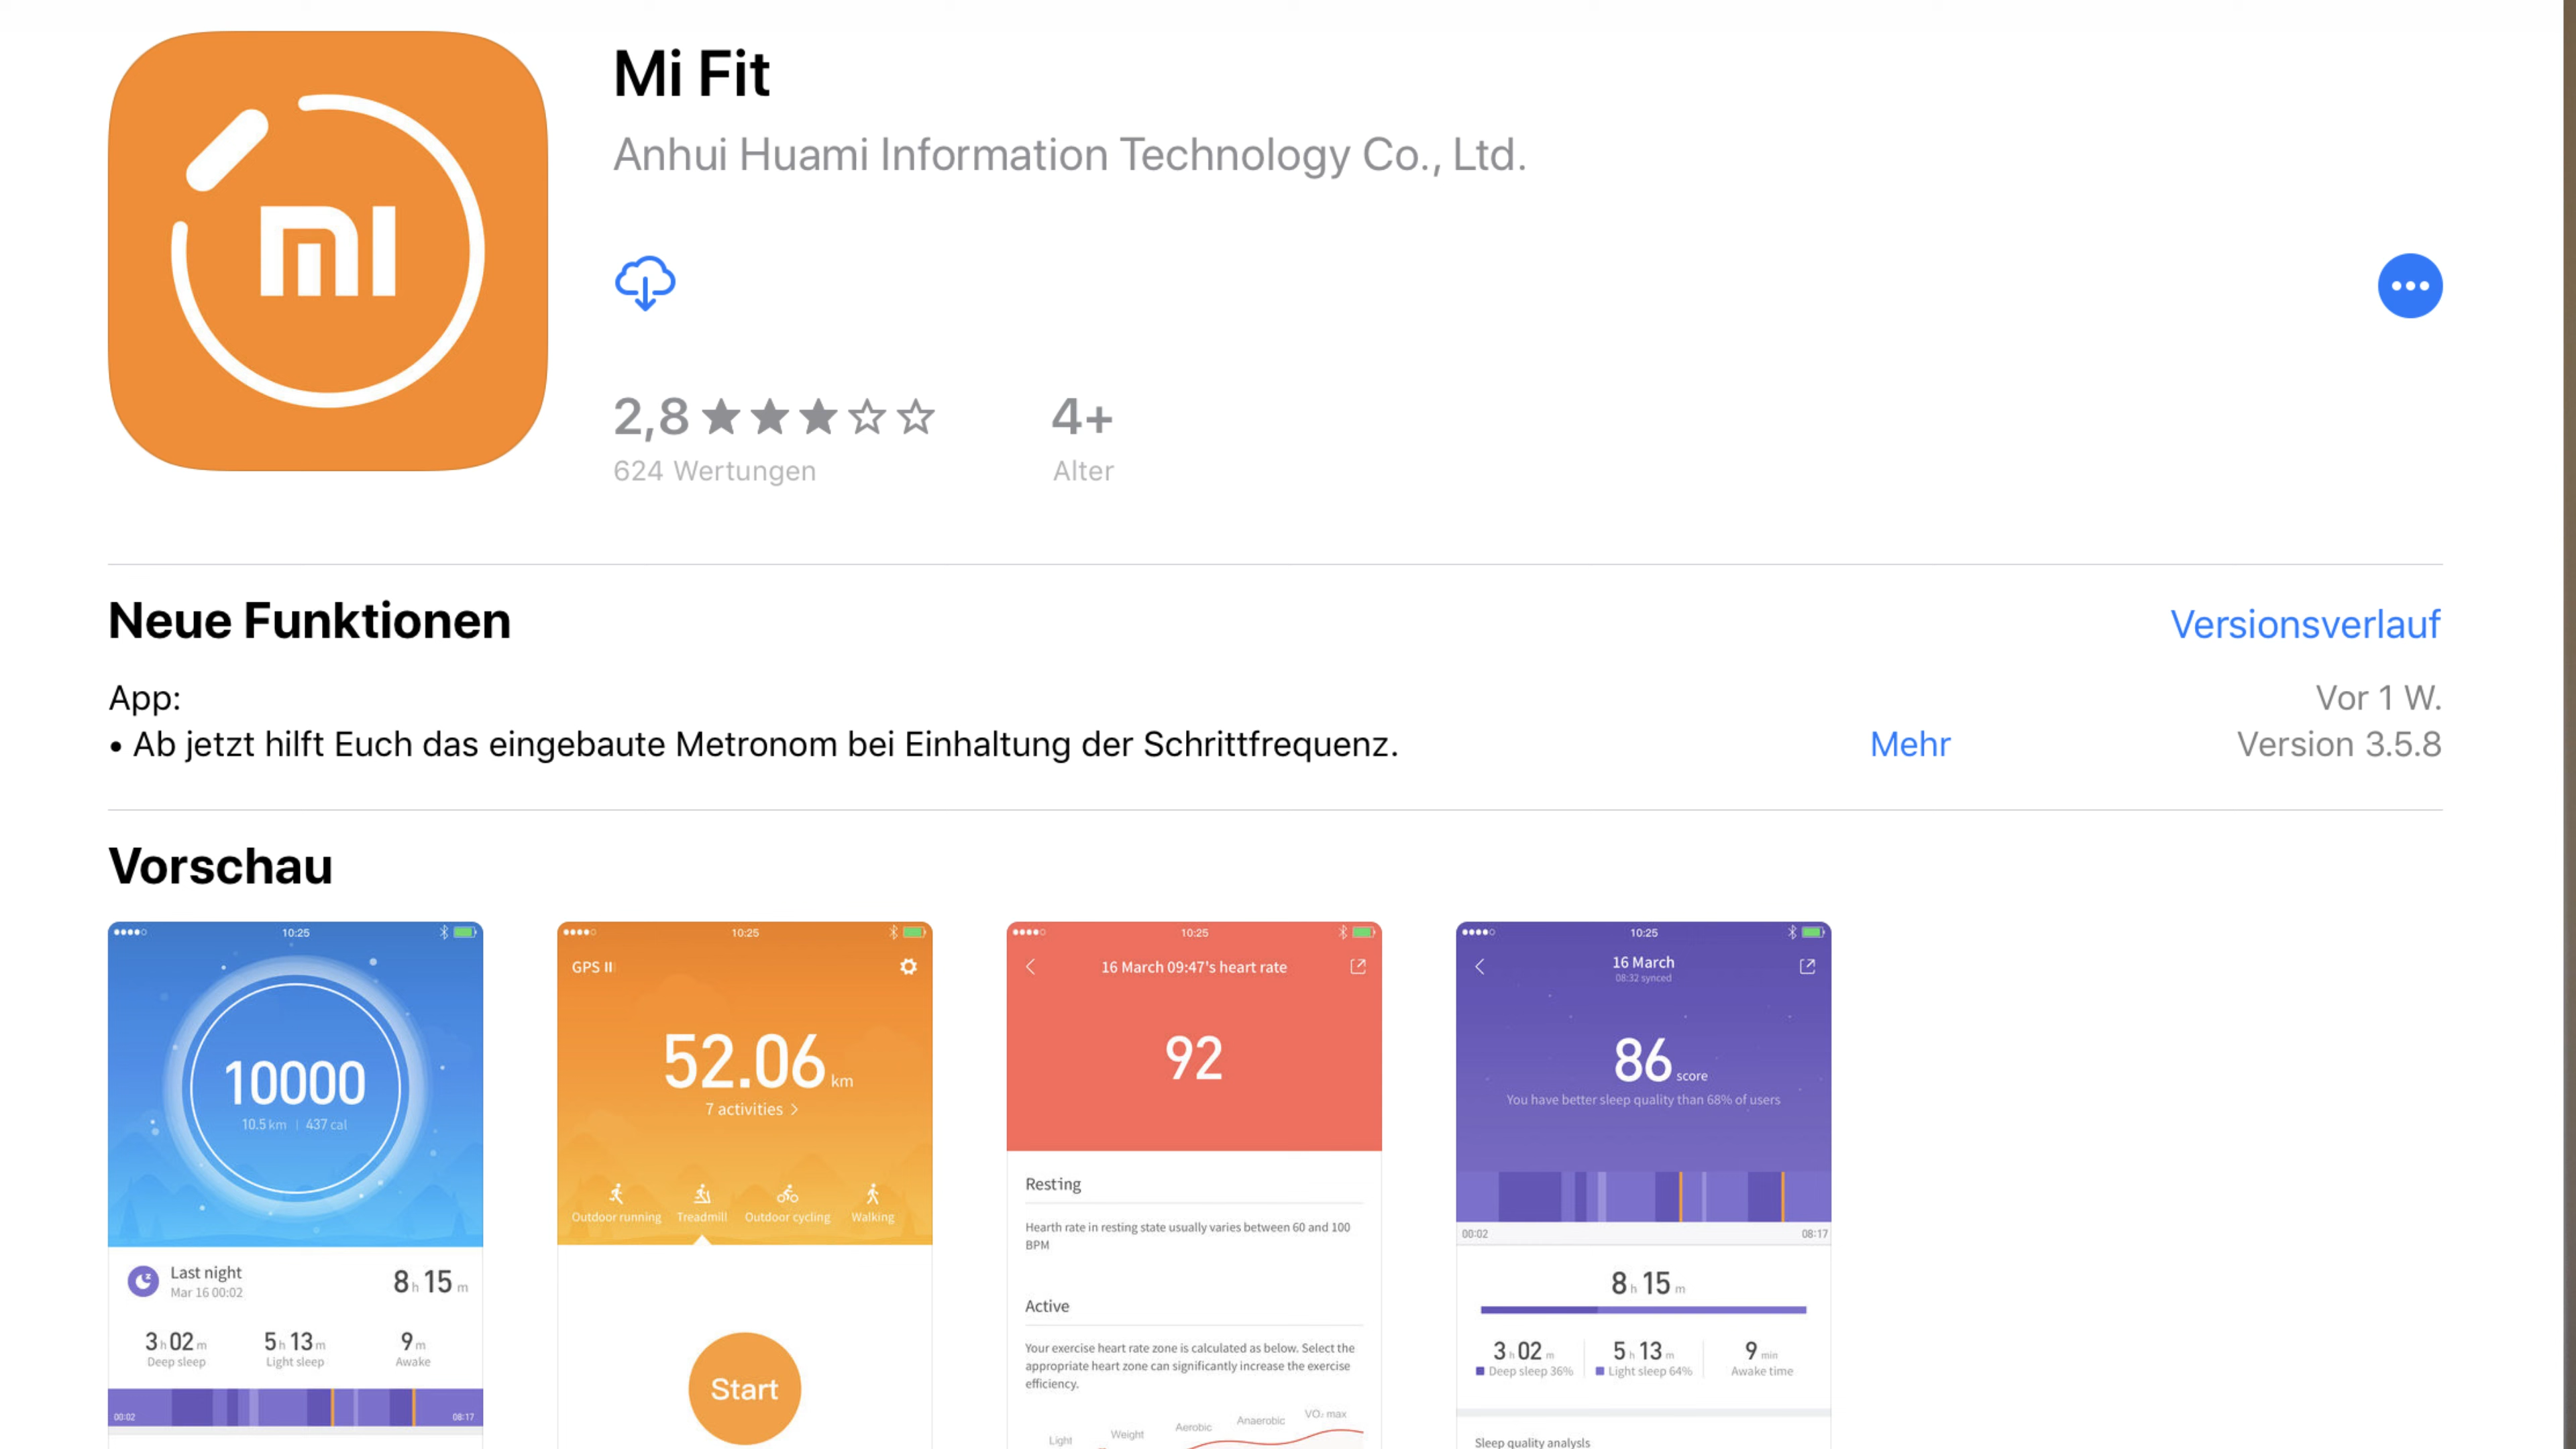 mi
Mi Fit
Anhui Huami Information Technology Co., Ltd.
2,8
624 Wertungen
4+
Alter
Neue Funktionen
Versionsverlauf
App:
• Ab jetzt hilft Euch das eingebaute Metronom bei Einhaltung der Schrittfrequenz.
Mehr
Vor 1 W.
Version 3.5.8
Vorschau
10:25
10000
10.5 km | 437 cal
Last night
Mar 16 00:02
8 h 15 m
3 h 02 m
Deep sleep
5 h 13 m
Light sleep
9 m
Awake
00:02
08:17
10:25
GPS
52.06 km
7 activities >
Outdoor running
Treadmill
Outdoor cycling
Walking
Start
10:25
16 March 09:47's heart rate
92
Resting
Hearth rate in resting state usually varies between 60 and 100
BPM
Active
Your exercise heart rate zone is calculated as below. Select the
appropriate heart zone can significantly increase the exercise
efficiency.
Light
Weight
Aerobic
Anaerobic
VO₂ max
10:25
16 March
08:32 synced
86 score
You have better sleep quality than 68% of users
00:02
08:17
8 h 15 m
3 h 02 m
Deep sleep 36%
5 h 13 m
Light sleep 64%
9 min
Awake time
Sleep quality analysis